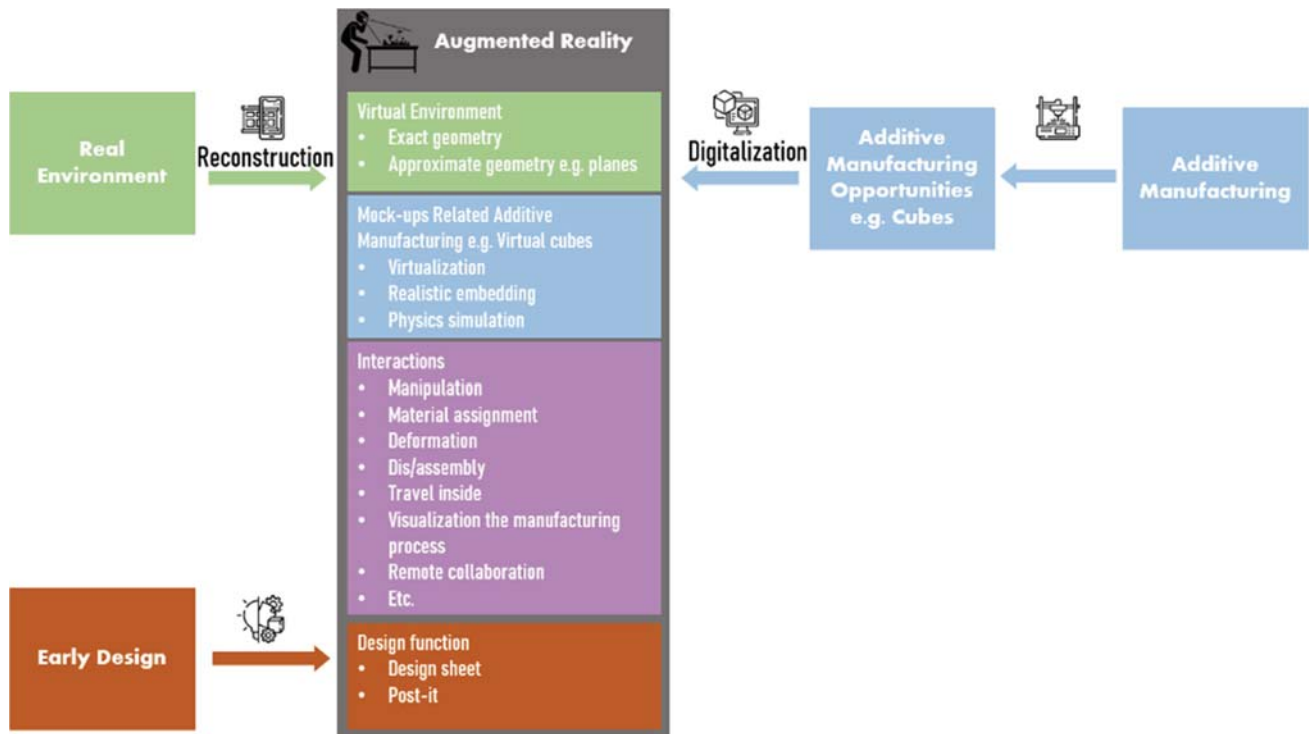 Augmented Reality
Real
Environment
Reconstruction
Virtual Environment
• Exact geometry
• Approximate geometry e.g. planes
Digitalization
Additive
Manufacturing
Opportunities
e.g. Cubes
Additive
Manufacturing
Mock-ups Related Additive
Manufacturing e.g. Virtual cubes
• Virtualization
• Realistic embedding
• Physics simulation
Interactions
• Manipulation
• Material assignment
• Deformation
• Dis/assembly
• Travel inside
• Visualization the manufacturing
process
• Remote collaboration
• Etc.
Early Design
Design function
• Design sheet
• Post-it